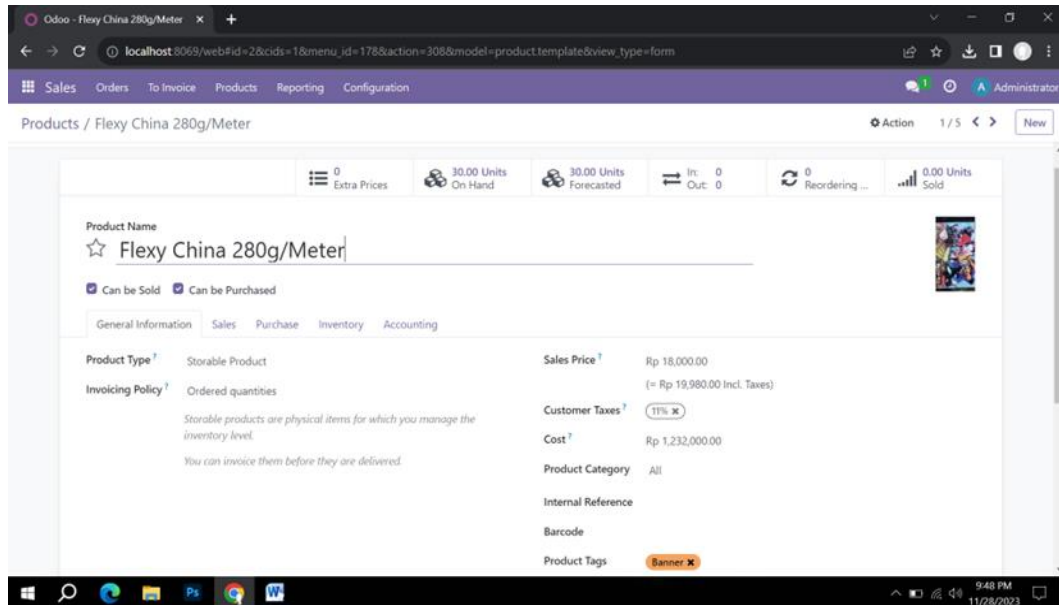 Odoo - Flexy China 280g/Meter
localhost:8069/web#id=2&cids=1&menu_id=178&action=308&model=product.template&view_type=form
Sales Orders To Invoice Products Reporting Configuration 1 A Administrator
Products / Flexy China 280g/Meter Action 1 / 5 New
0 Extra Prices
30.00 Units On Hand
30.00 Units Forecasted
In: 0
Out: 0
0 Reordering ...
0.00 Units Sold
Product Name
Flexy China 280g/Meter
Can be Sold Can be Purchased
General Information Sales Purchase Inventory Accounting
Product Type ? Storable Product
Invoicing Policy ? Ordered quantities
Storable products are physical items for which you manage the
inventory level.
You can invoice them before they are delivered.
Sales Price ? Rp 18,000.00
(= Rp 19,980.00 Incl. Taxes)
Customer Taxes ? 11% ×
Cost ? Rp 1,232,000.00
Product Category All
Internal Reference
Barcode
Product Tags Banner ×
Ps W
9:48 PM
11/28/2023